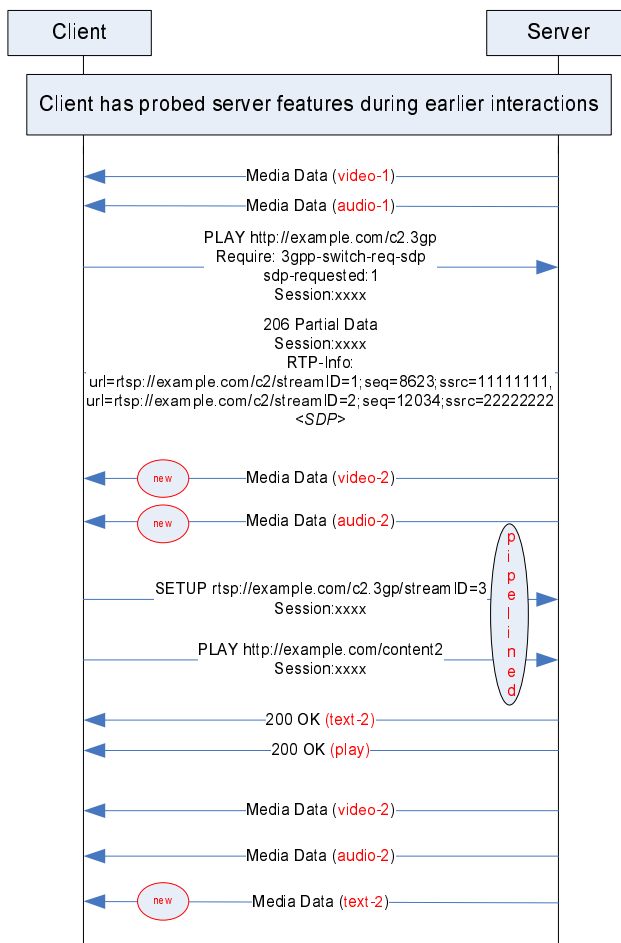 Client
Server
Client has probed server features during earlier interactions
Media Data (video-1)
Media Data (audio-1)
PLAY http://example.com/c2.3gp
Require: 3gpp-switch-req-sdp
sdp-requested:1
Session:xxxx
206 Partial Data
Session:xxxx
RTP-Info:
url=rtsp://example.com/c2/streamID=1;seq=8623;ssrc=11111111,
url=rtsp://example.com/c2/streamID=2;seq=12034;ssrc=22222222
<SDP>
new
Media Data (video-2)
new
Media Data (audio-2)
pipelined
SETUP rtsp://example.com/c2.3gp/streamID=3
Session:xxxx
PLAY http://example.com/content2
Session:xxxx
200 OK (text-2)
200 OK (play)
Media Data (video-2)
Media Data (audio-2)
new
Media Data (text-2)